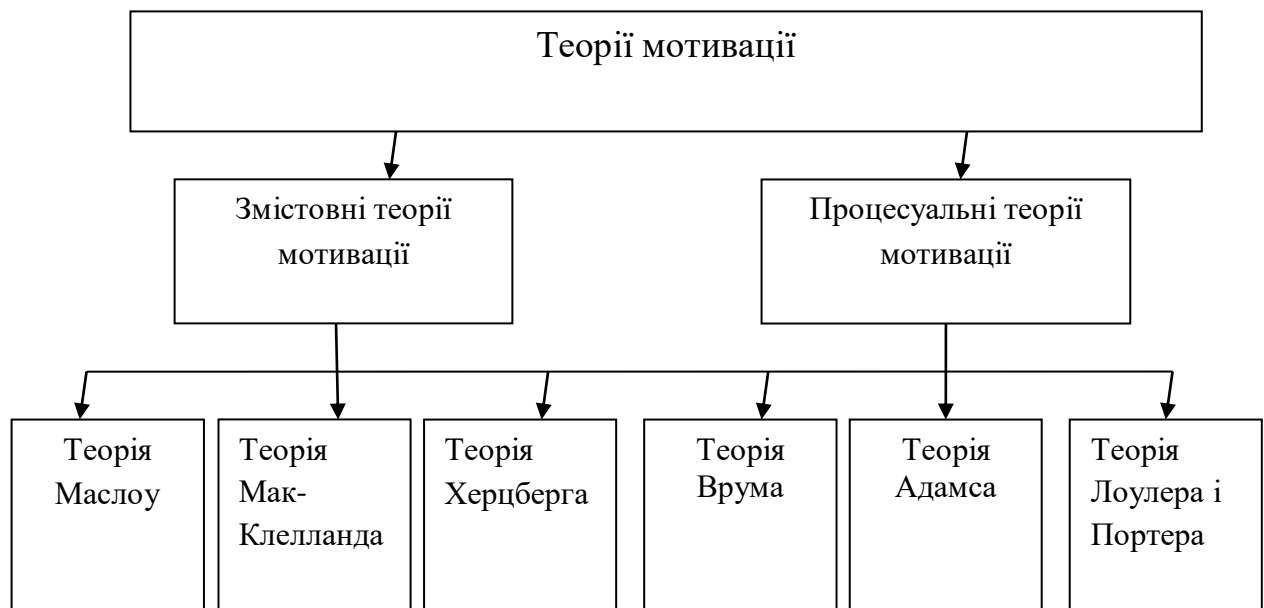 Теорії мотивації
Змістовні теорії
мотивації
Процесуальні теорії
мотивації
Теорія
Маслоу
Теорія
Мак-
Клелланда
Теорія
Херцберга
Теорія
Врума
Теорія
Адамса
Теорія
Лоулера і
Портера